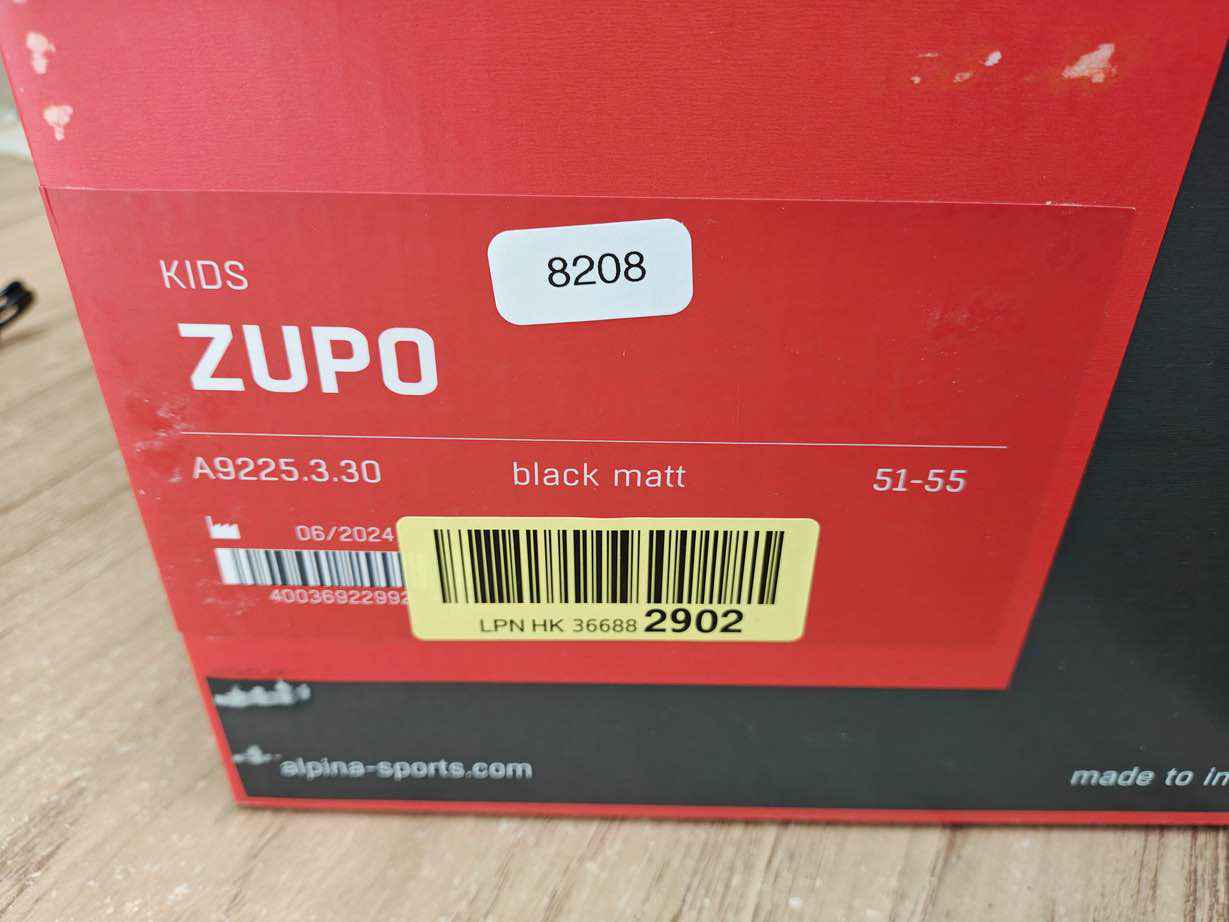 8208
KIDS
ZUPO
A9225.3.30 black matt 51-55
06/2024
40036922992
LPN HK 36688 2902
alpina-sports.com
made to in